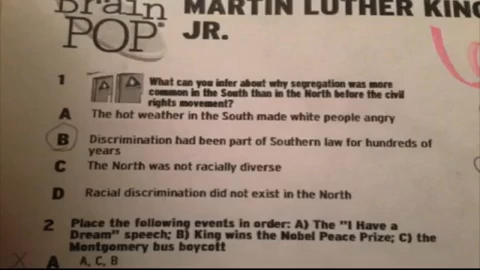 Brain
POP®
MARTIN LUTHER KING
JR.
1 What can you infer about why segregation was more
common in the South than in the North before the civil
rights movement?
A The hot weather in the South made white people angry
B Discrimination had been part of Southern law for hundreds of
years
C The North was not racially diverse
D Racial discrimination did not exist in the North
2 Place the following events in order: A) The "I Have a
Dream" speech; B) King wins the Nobel Peace Prize; C) the
Montgomery bus boycott
X A A, C, B